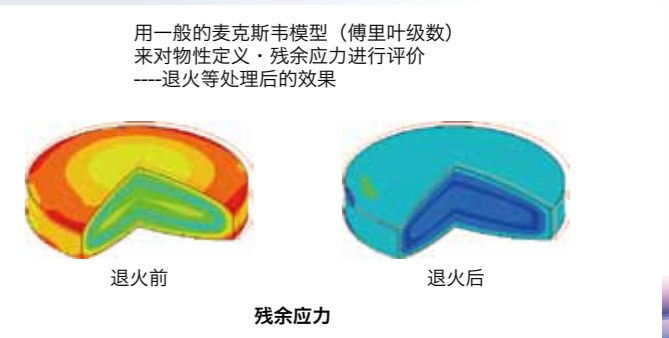 用一般的麦克斯韦模型（傅里叶级数）
来对物性定义・残余应力进行评价
----退火等处理后的效果
退火前
退火后
残余应力